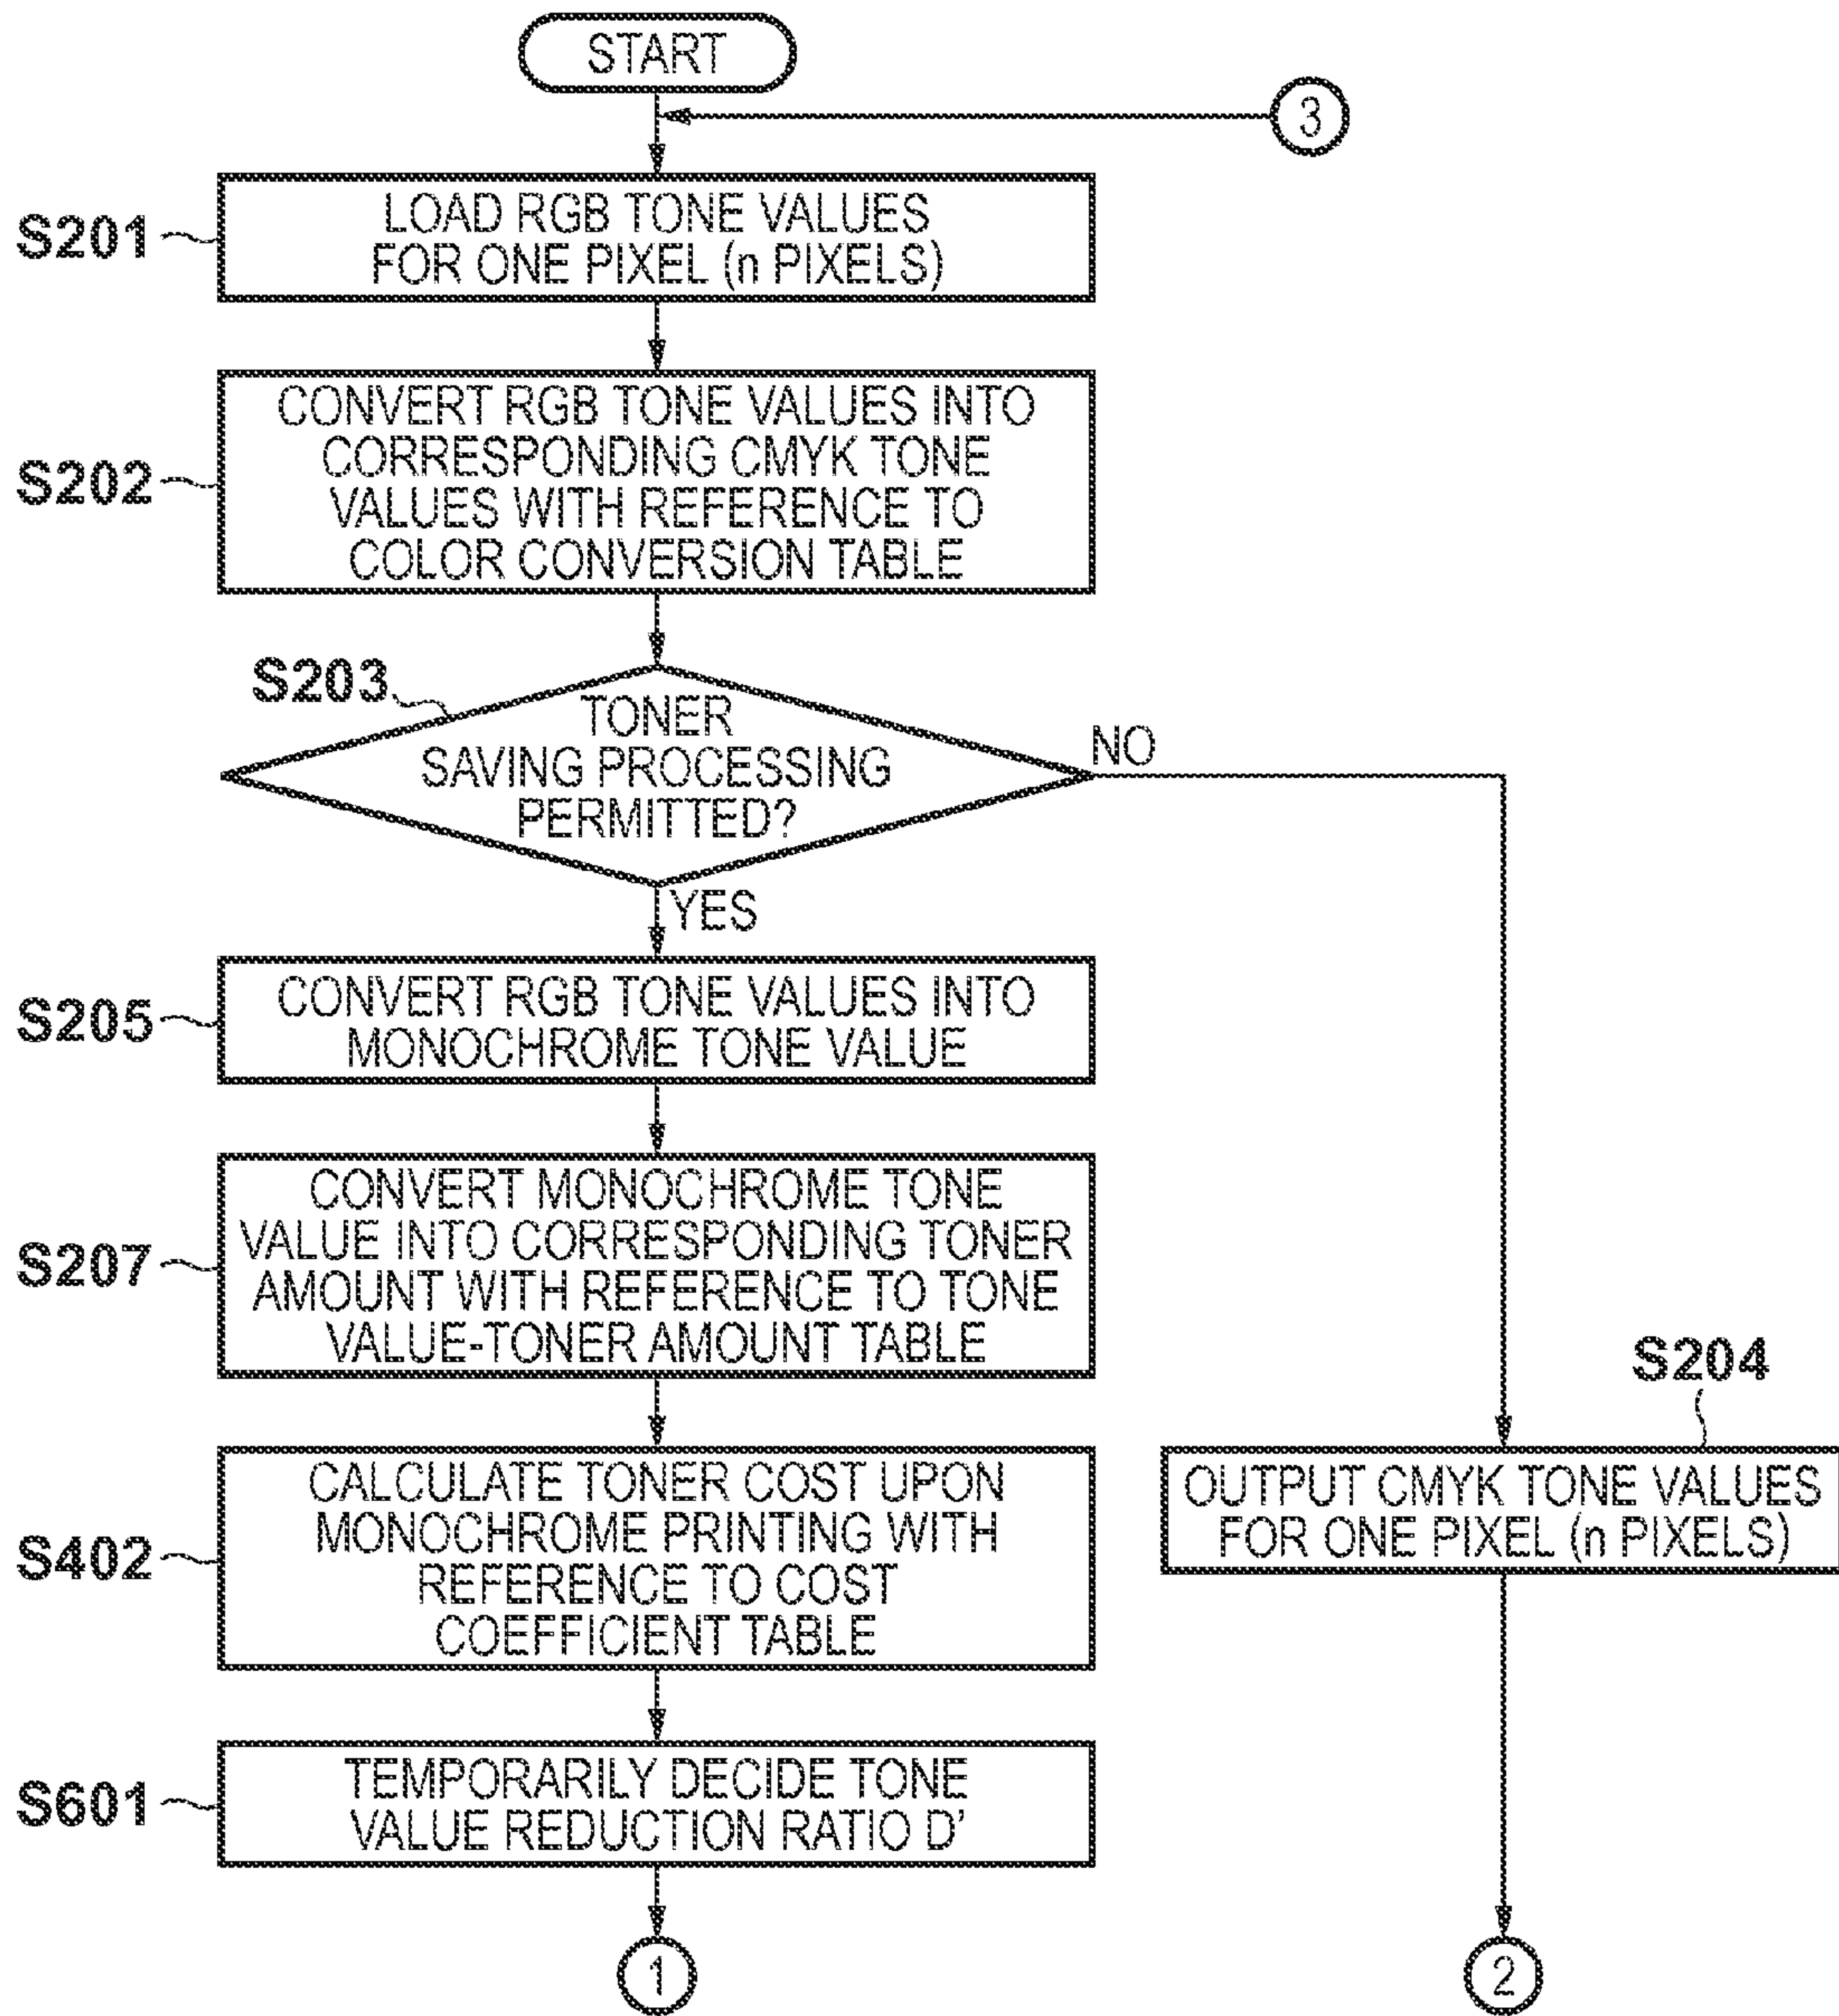 START
3
S201
LOAD RGB TONE VALUES
FOR ONE PIXEL (n PIXELS)
S202
CONVERT RGB TONE VALUES INTO
CORRESPONDING CMYK TONE
VALUES WITH REFERENCE TO
COLOR CONVERSION TABLE
S203
TONER
SAVING PROCESSING
PERMITTED?
NO
YES
S205
CONVERT RGB TONE VALUES INTO
MONOCHROME TONE VALUE
S207
CONVERT MONOCHROME TONE
VALUE INTO CORRESPONDING TONER
AMOUNT WITH REFERENCE TO TONE
VALUE-TONER AMOUNT TABLE
S204
OUTPUT CMYK TONE VALUES
FOR ONE PIXEL (n PIXELS)
S402
CALCULATE TONER COST UPON
MONOCHROME PRINTING WITH
REFERENCE TO COST
COEFFICIENT TABLE
S601
TEMPORARILY DECIDE TONE
VALUE REDUCTION RATIO D’
1
2